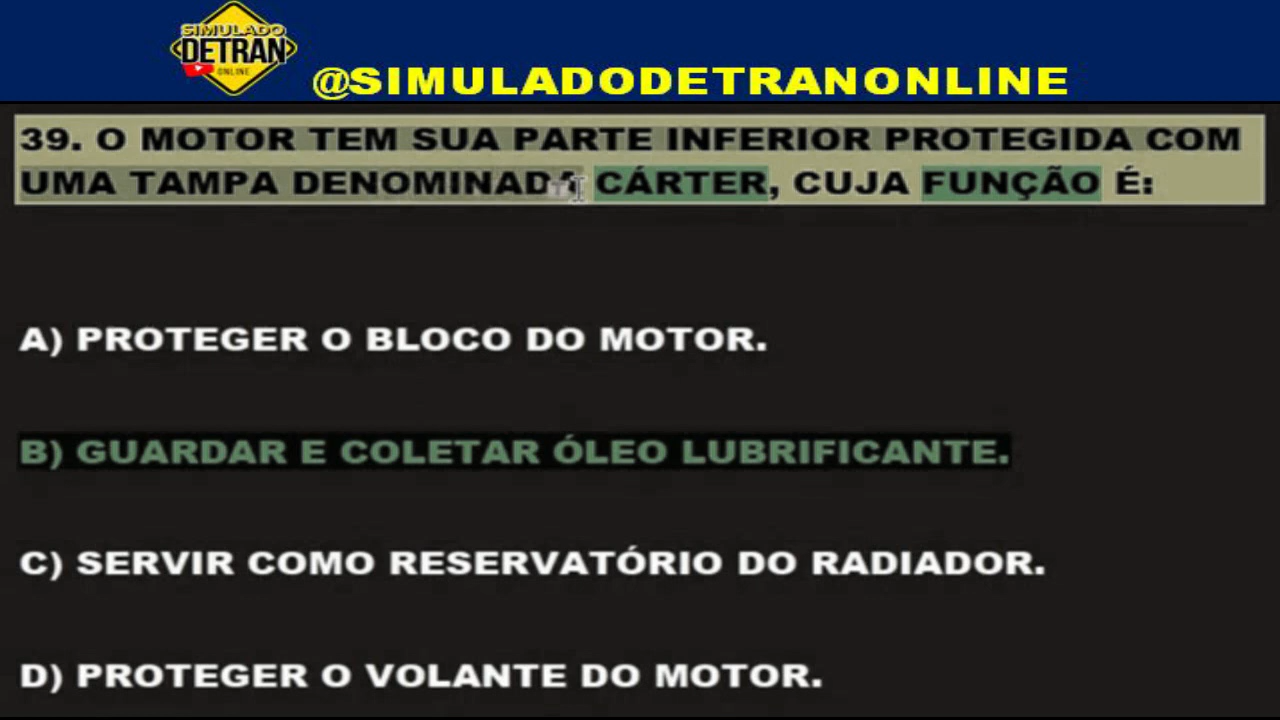 SIMULADO
DETRAN
ONLINE
@SIMULADODETRANONLINE
39. O MOTOR TEM SUA PARTE INFERIOR PROTEGIDA COM
UMA TAMPA DENOMINADA CÁRTER, CUJA FUNÇÃO É:
A) PROTEGER O BLOCO DO MOTOR.
B) GUARDAR E COLETAR ÓLEO LUBRIFICANTE.
C) SERVIR COMO RESERVATÓRIO DO RADIADOR.
D) PROTEGER O VOLANTE DO MOTOR.